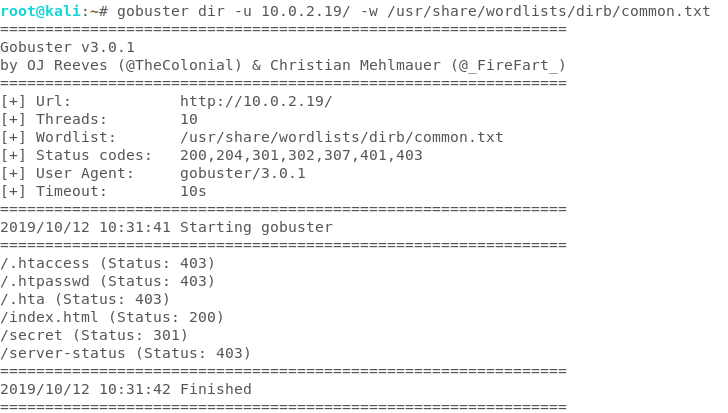 root@kali:~# gobuster dir -u 10.0.2.19/ -w /usr/share/wordlists/dirb/common.txt
===============================================================
Gobuster v3.0.1
by OJ Reeves (@TheColonial) & Christian Mehlmauer (@_FireFart_)
===============================================================
[+] Url:            http://10.0.2.19/
[+] Threads:        10
[+] Wordlist:       /usr/share/wordlists/dirb/common.txt
[+] Status codes:   200,204,301,302,307,401,403
[+] User Agent:     gobuster/3.0.1
[+] Timeout:        10s
===============================================================
2019/10/12 10:31:41 Starting gobuster
===============================================================
/.htaccess (Status: 403)
/.htpasswd (Status: 403)
/.hta (Status: 403)
/index.html (Status: 200)
/secret (Status: 301)
/server-status (Status: 403)
===============================================================
2019/10/12 10:31:42 Finished
===============================================================